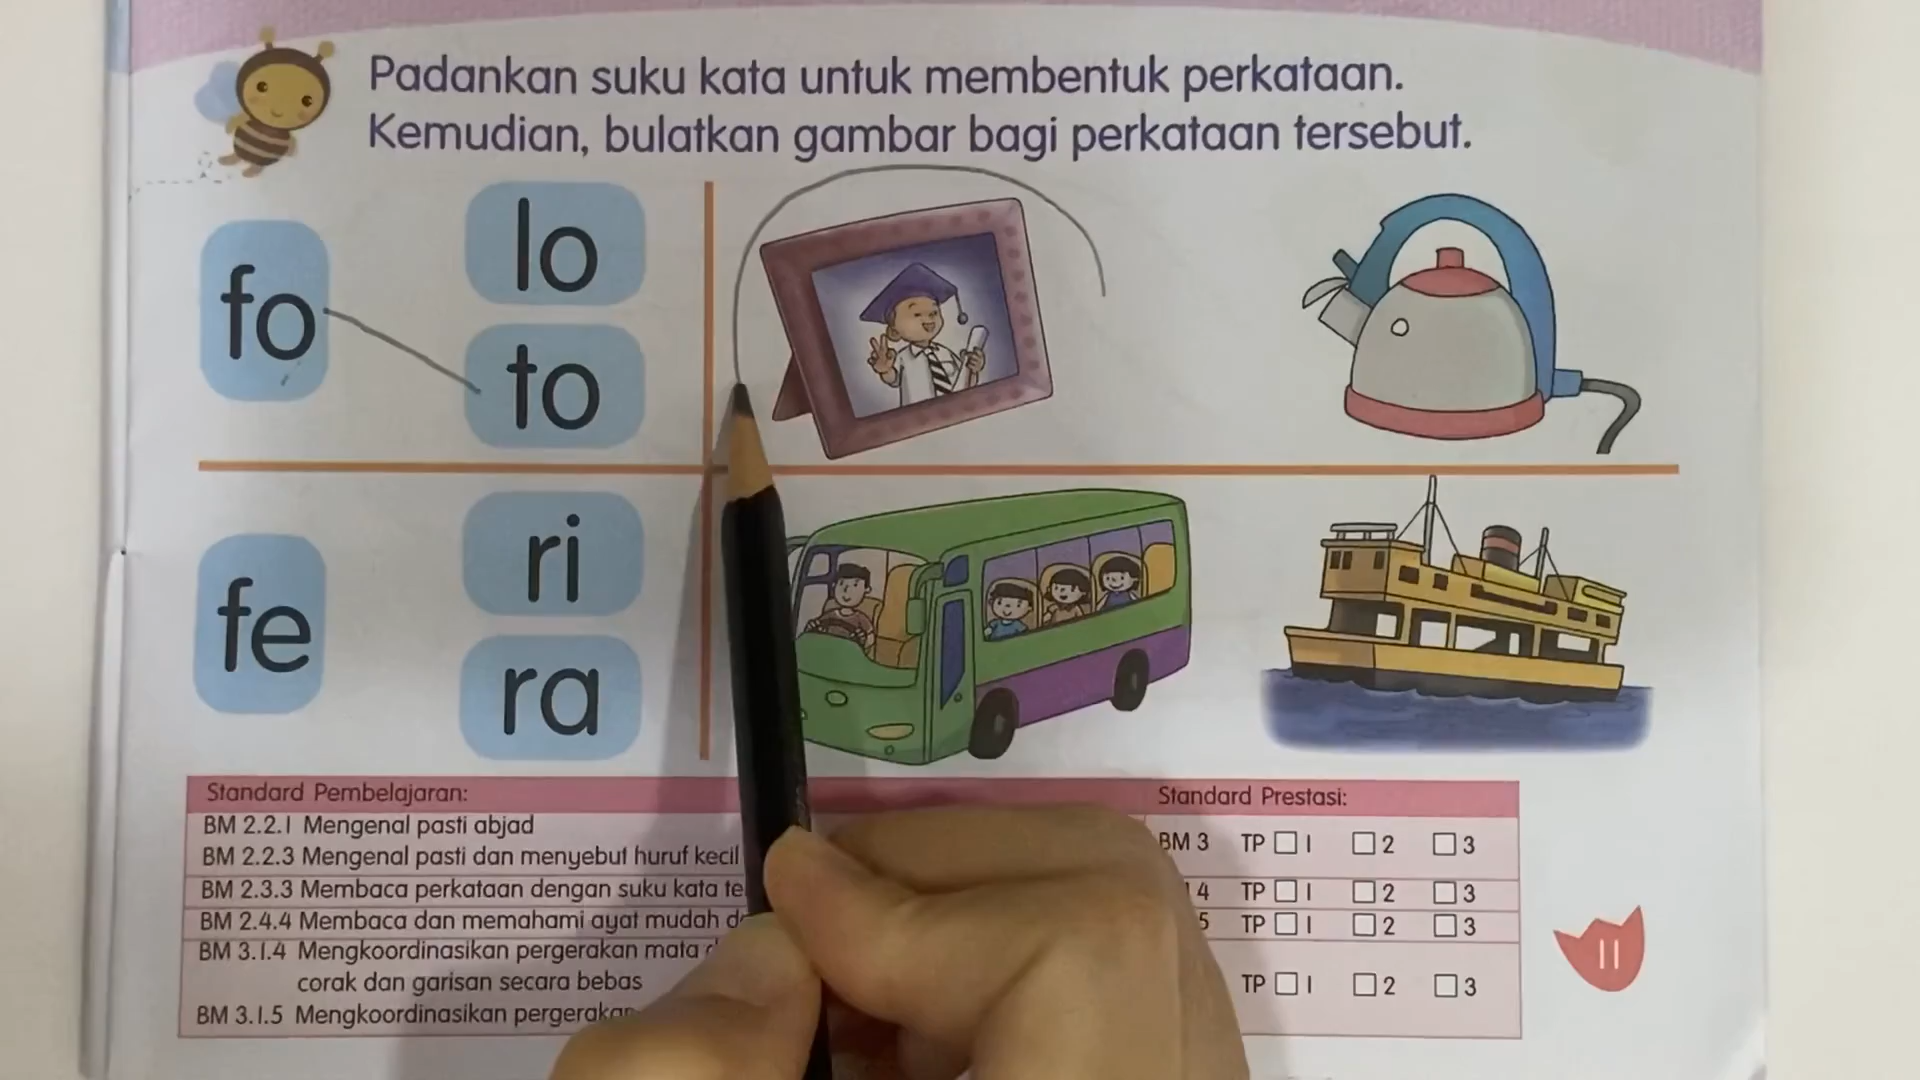 Padankan suku kata untuk membentuk perkataan.
Kemudian, bulatkan gambar bagi perkataan tersebut.
fo
lo
to
fe
ri
ra
Standard Pembelajaran:
BM 2.2.1 Mengenal pasti abjad
BM 2.2.3 Mengenal pasti dan menyebut huruf kecil
BM 2.3.3 Membaca perkataan dengan suku kata
BM 2.4.4 Membaca dan memahami ayat mudah
BM 3.1.4 Mengkoordinasikan pergerakan mata
corak dan garisan secara bebas
BM 3.1.5 Mengkoordinasikan
Standard Prestasi:
BM 3 TP 1 2 3
4 TP 1 2 3
5 TP 1 2 3
TP 1 2 3
11